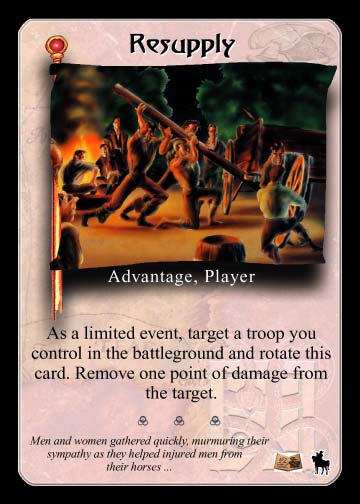 Resupply
Advantage, Player
As a limited event, target a troop you
control in the battleground and rotate this
card. Remove one point of damage from
the target.
Men and women gathered quickly, murmuring their
sympathy as they helped injured men from
their horses ...